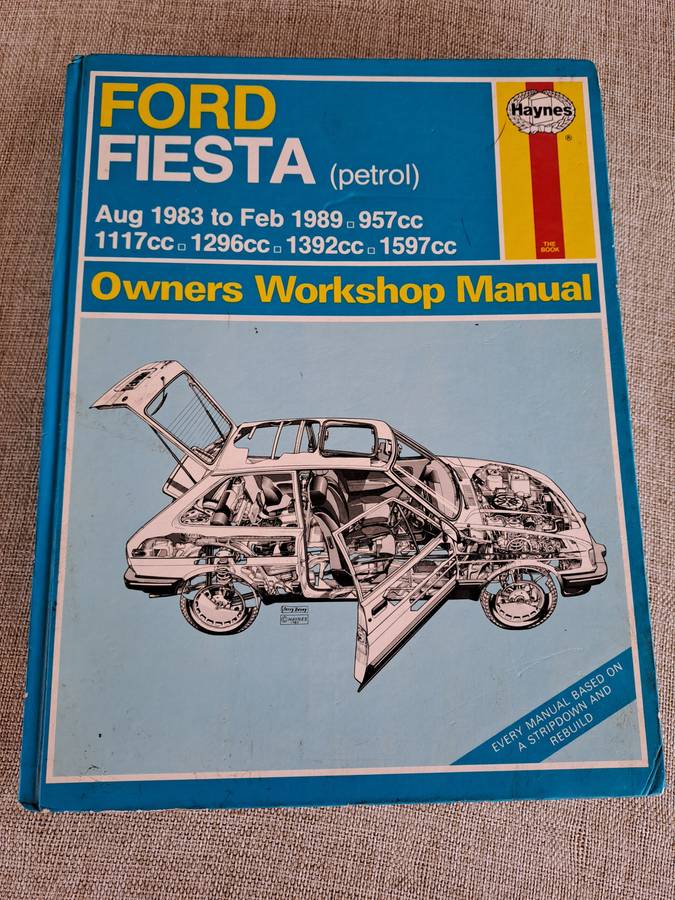 FORD
FIESTA (petrol)
Aug 1983 to Feb 1989 ▫ 957cc
1117cc ▫ 1296cc ▫ 1392cc ▫ 1597cc
Haynes
®
THE
BOOK
Owners Workshop Manual
© HAYNES
EVERY MANUAL BASED ON
A STRIPDOWN AND
REBUILD